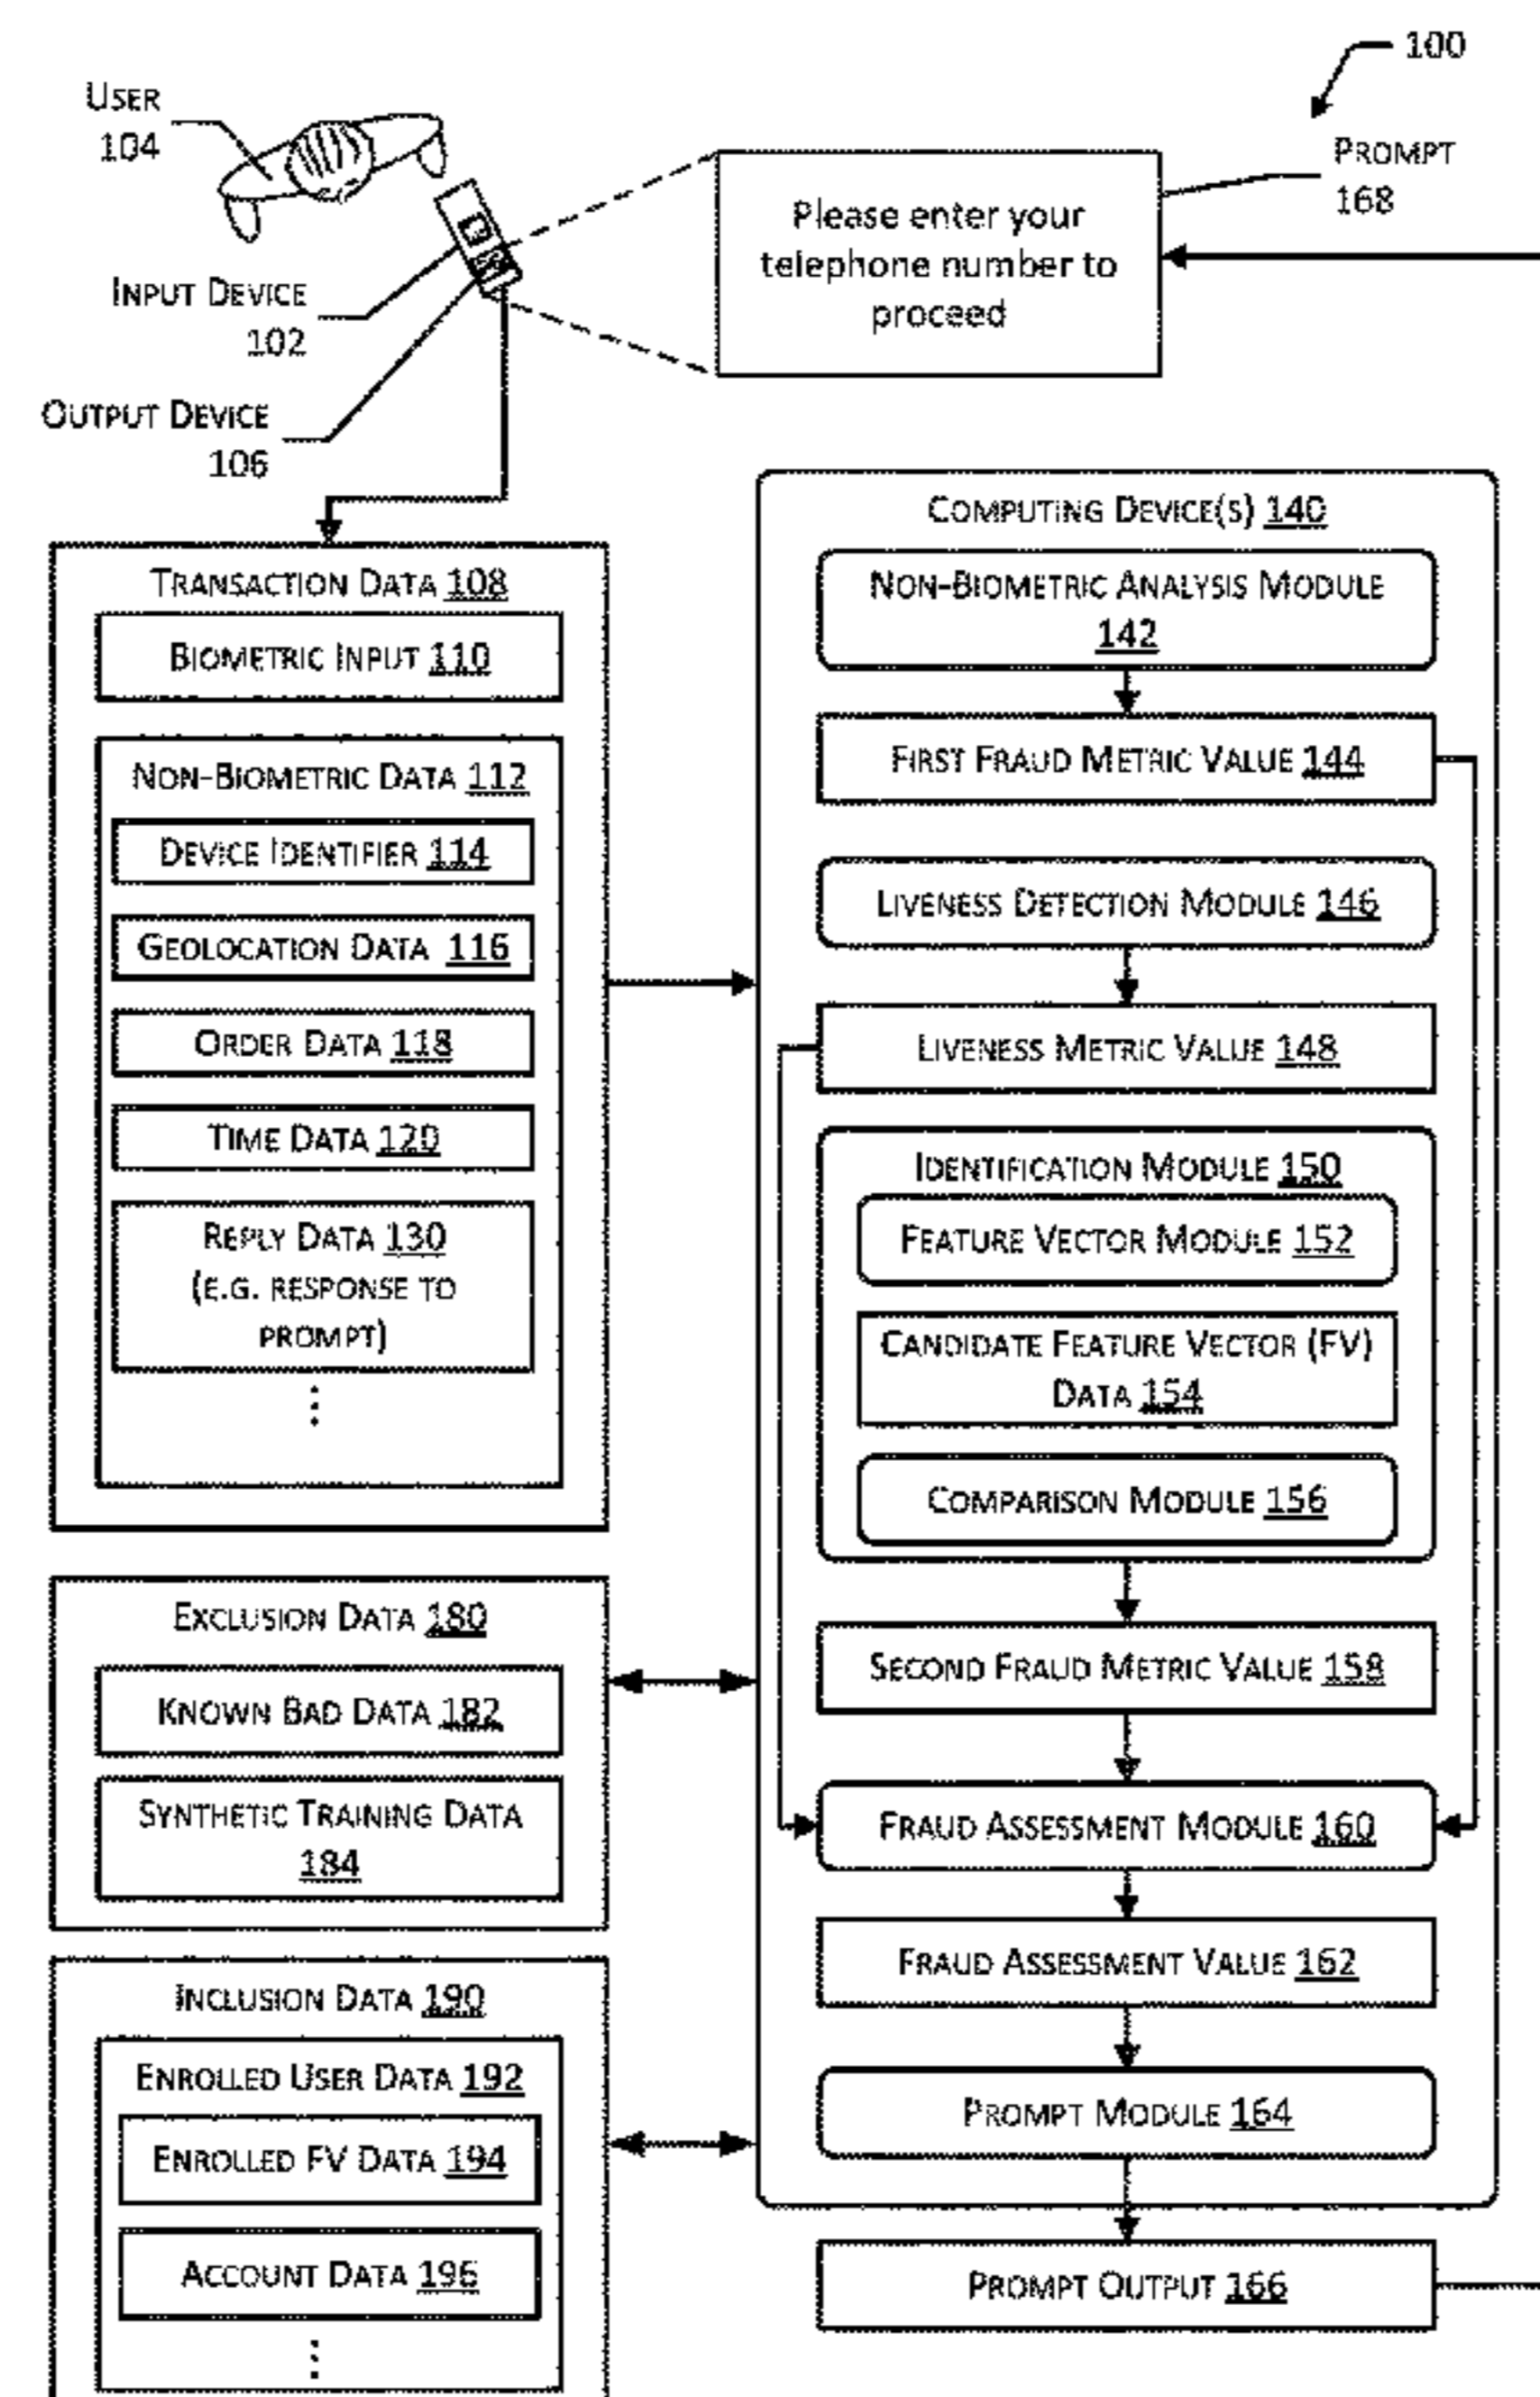 100
USER
104
PROMPT
168
Please enter your
telephone number to
proceed
INPUT DEVICE
102
OUTPUT DEVICE
106
TRANSACTION DATA 108
BIOMETRIC INPUT 110
NON-BIOMETRIC DATA 112
DEVICE IDENTIFIER 114
GEOLOCATION DATA 116
ORDER DATA 118
TIME DATA 120
REPLY DATA 130
(E.G. RESPONSE TO
PROMPT)
EXCLUSION DATA 180
KNOWN BAD DATA 182
SYNTHETIC TRAINING DATA
184
INCLUSION DATA 190
ENROLLED USER DATA 192
ENROLLED FV DATA 194
ACCOUNT DATA 196
COMPUTING DEVICE(S) 140
NON-BIOMETRIC ANALYSIS MODULE
142
FIRST FRAUD METRIC VALUE 144
LIVENESS DETECTION MODULE 146
LIVENESS METRIC VALUE 148
IDENTIFICATION MODULE 150
FEATURE VECTOR MODULE 152
CANDIDATE FEATURE VECTOR (FV)
DATA 154
COMPARISON MODULE 156
SECOND FRAUD METRIC VALUE 158
FRAUD ASSESSMENT MODULE 160
FRAUD ASSESSMENT VALUE 162
PROMPT MODULE 164
PROMPT OUTPUT 166